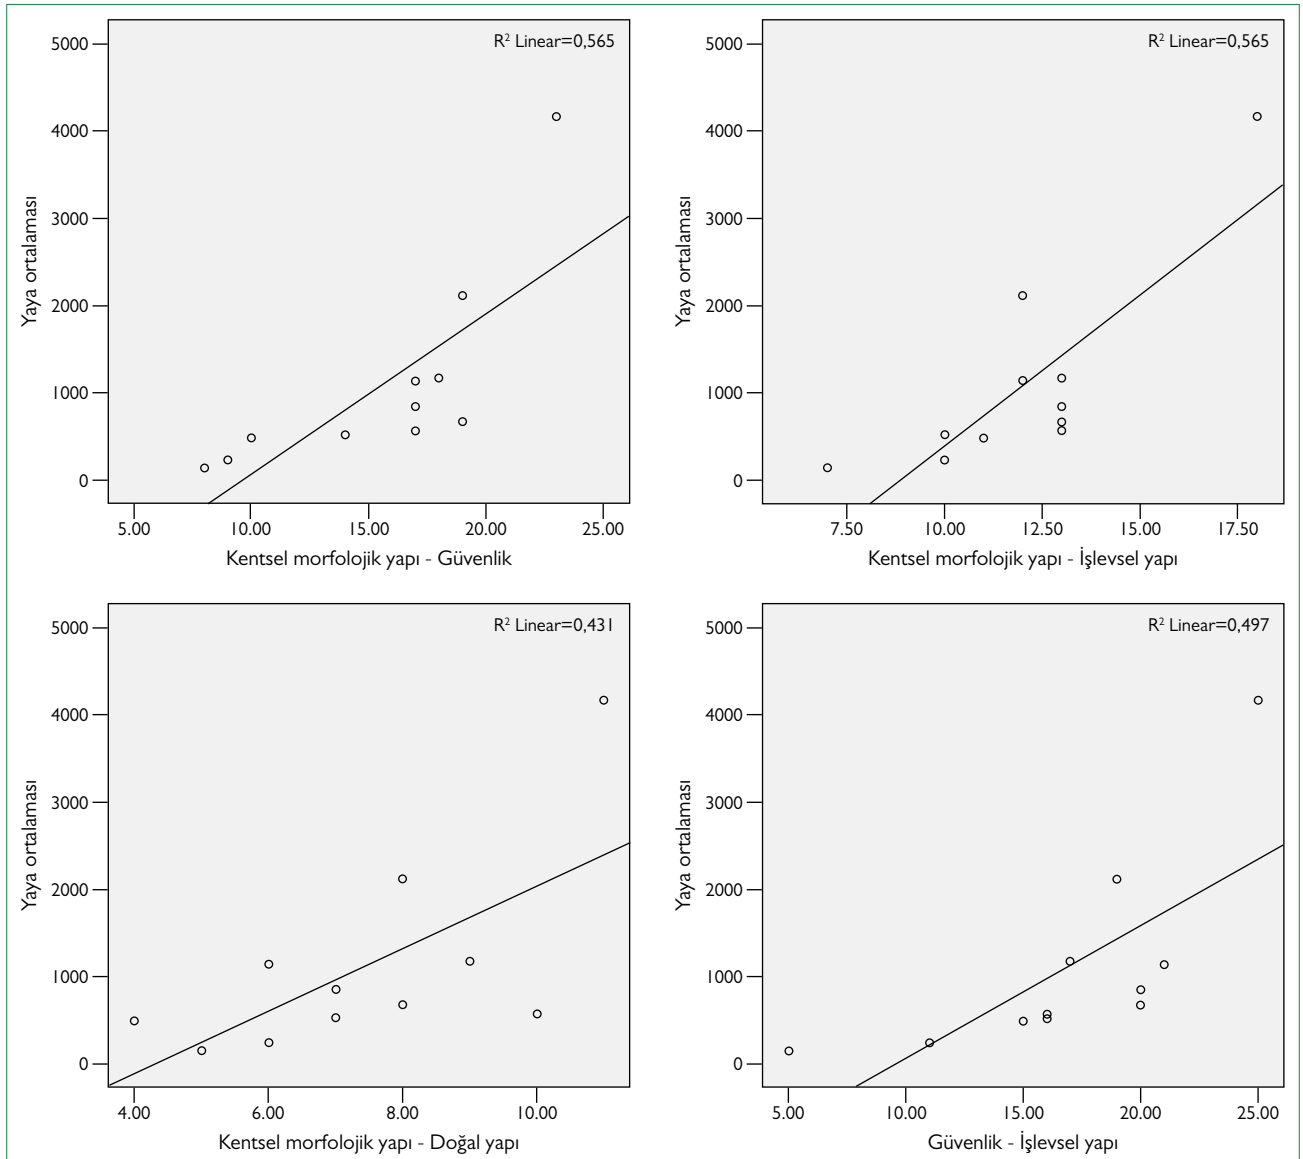 R² Linear=0,565
5000
4000
3000
2000
1000
0
Yaya ortalaması
5.00 10.00 15.00 20.00 25.00
Kentsel morfolojik yapı - Güvenlik
R² Linear=0,565
5000
4000
3000
2000
1000
0
Yaya ortalaması
7.50 10.00 12.50 15.00 17.50
Kentsel morfolojik yapı - İşlevsel yapı
R² Linear=0,431
5000
4000
3000
2000
1000
0
Yaya ortalaması
4.00 6.00 8.00 10.00
Kentsel morfolojik yapı - Doğal yapı
R² Linear=0,497
5000
4000
3000
2000
1000
0
Yaya ortalaması
5.00 10.00 15.00 20.00 25.00
Güvenlik - İşlevsel yapı